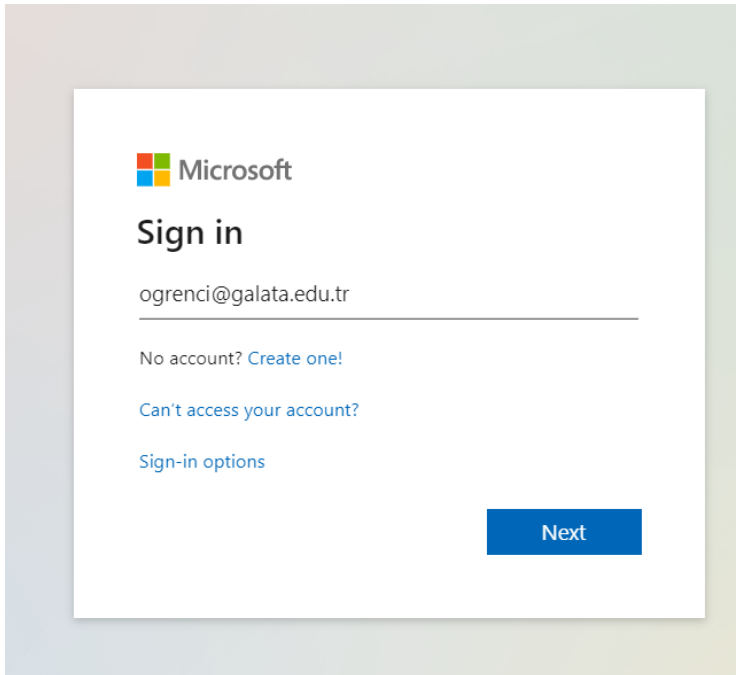 Microsoft
Sign in
ogrenci@galata.edu.tr
No account? Create one!
Can't access your account?
Sign-in options
Next